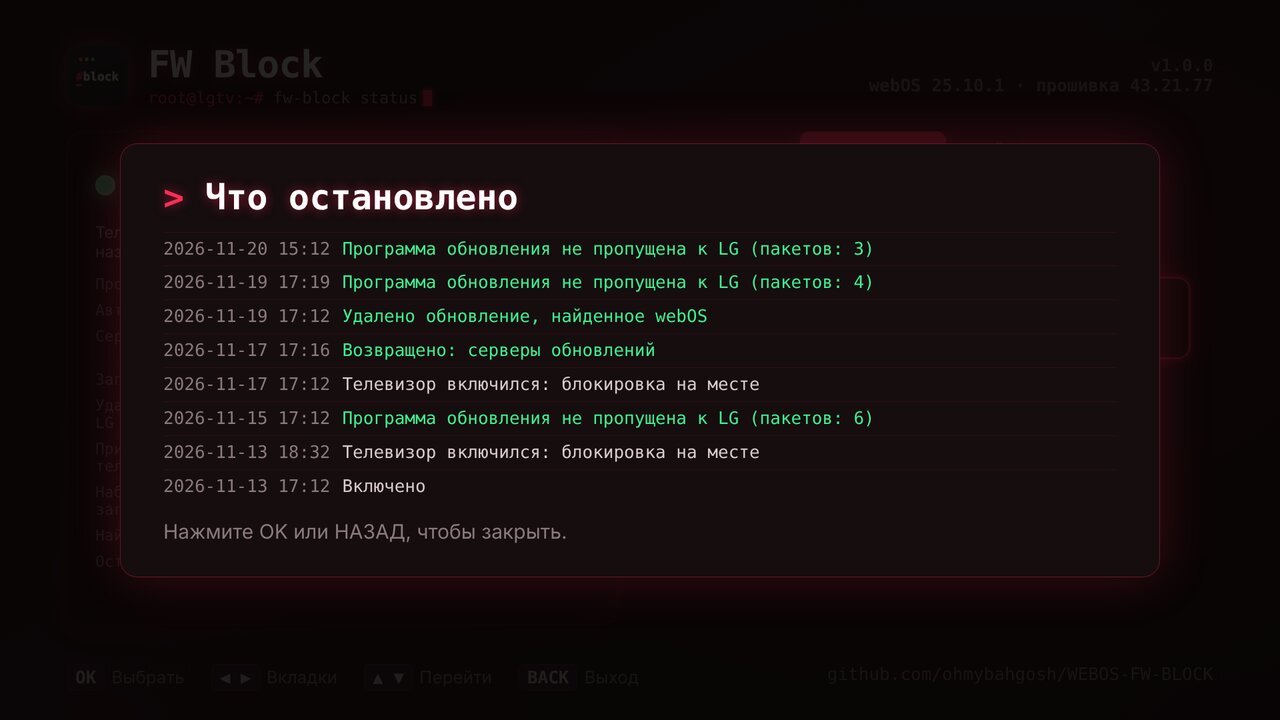 #block
FW Block
root@lgtv:~# fw-block status
v1.0.0
webOS 25.10.1 · прошивка 43.21.77
> Что остановлено
2026-11-20 15:12 Программа обновления не пропущена к LG (пакетов: 3)
2026-11-19 17:19 Программа обновления не пропущена к LG (пакетов: 4)
2026-11-19 17:12 Удалено обновление, найденное webOS
2026-11-17 17:16 Возвращено: серверы обновлений
2026-11-17 17:12 Телевизор включился: блокировка на месте
2026-11-15 17:12 Программа обновления не пропущена к LG (пакетов: 6)
2026-11-13 18:32 Телевизор включился: блокировка на месте
2026-11-13 17:12 Включено
Нажмите OK или НАЗАД, чтобы закрыть.
OK Выбрать ◀ ▶ Вкладки ▲ ▼ Перейти BACK Выход
github.com/ohmybahgosh/WEBOS-FW-BLOCK